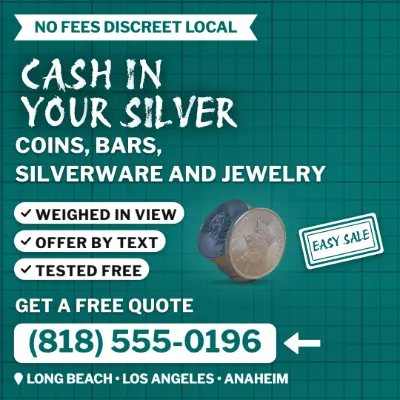 NO FEES DISCREET LOCAL
CASH IN
YOUR SILVER
COINS, BARS,
SILVERWARE AND JEWELRY
WEIGHED IN VIEW
OFFER BY TEXT
TESTED FREE
EASY SALE
GET A FREE QUOTE
(818) 555-0196
LONG BEACH • LOS ANGELES • ANAHEIM